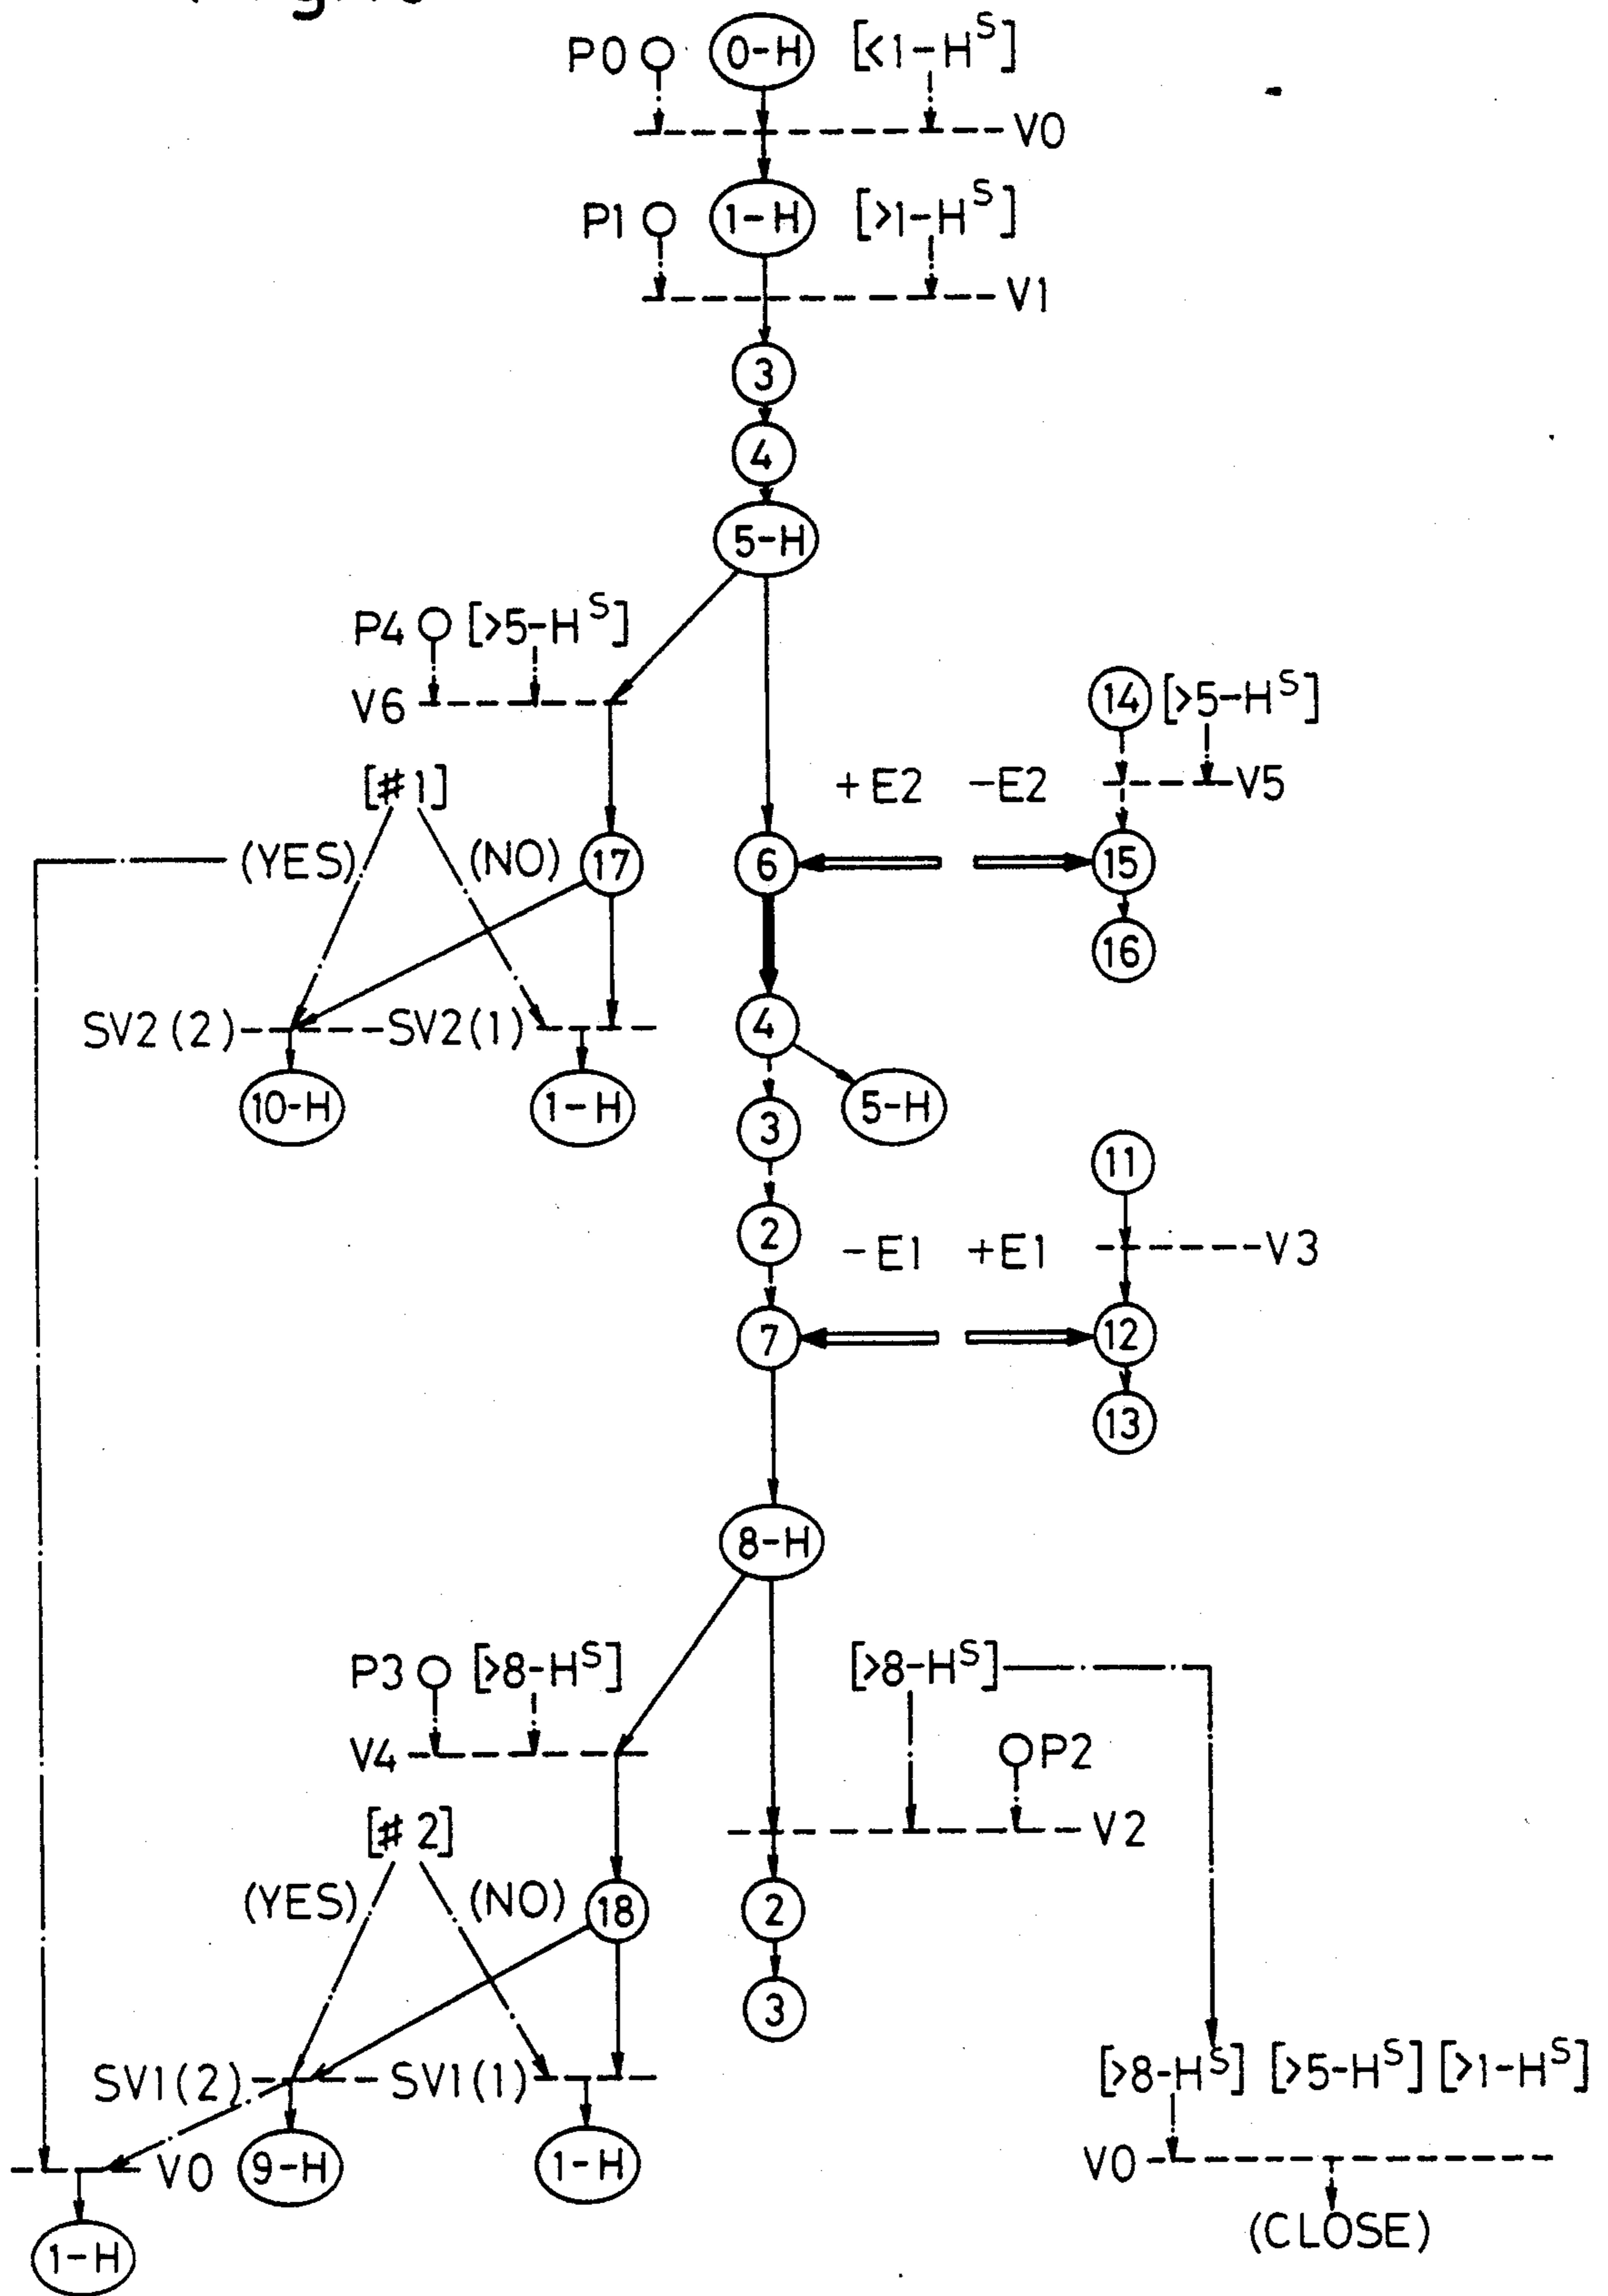 P0 0-H [<1-H^S]
V0
P1 1-H [>1-H^S]
V1
3
4
5-H
P4 [>5-H^S]
V6
14 [>5-H^S]
V5
[#1]
+E2 -E2
(YES) (NO) 17 6 15
16
SV2(2) SV2(1) 4
10-H 1-H 5-H
3
11
2 -E1 +E1 V3
7 12
13
8-H
P3 [>8-H^S] [>8-H^S]
V4 P2
[#2] V2
(YES) (NO) 18 2
3
SV1(2) SV1(1) [>8-H^S] [>5-H^S] [>1-H^S]
V0 9-H 1-H V0
1-H (CLOSE)